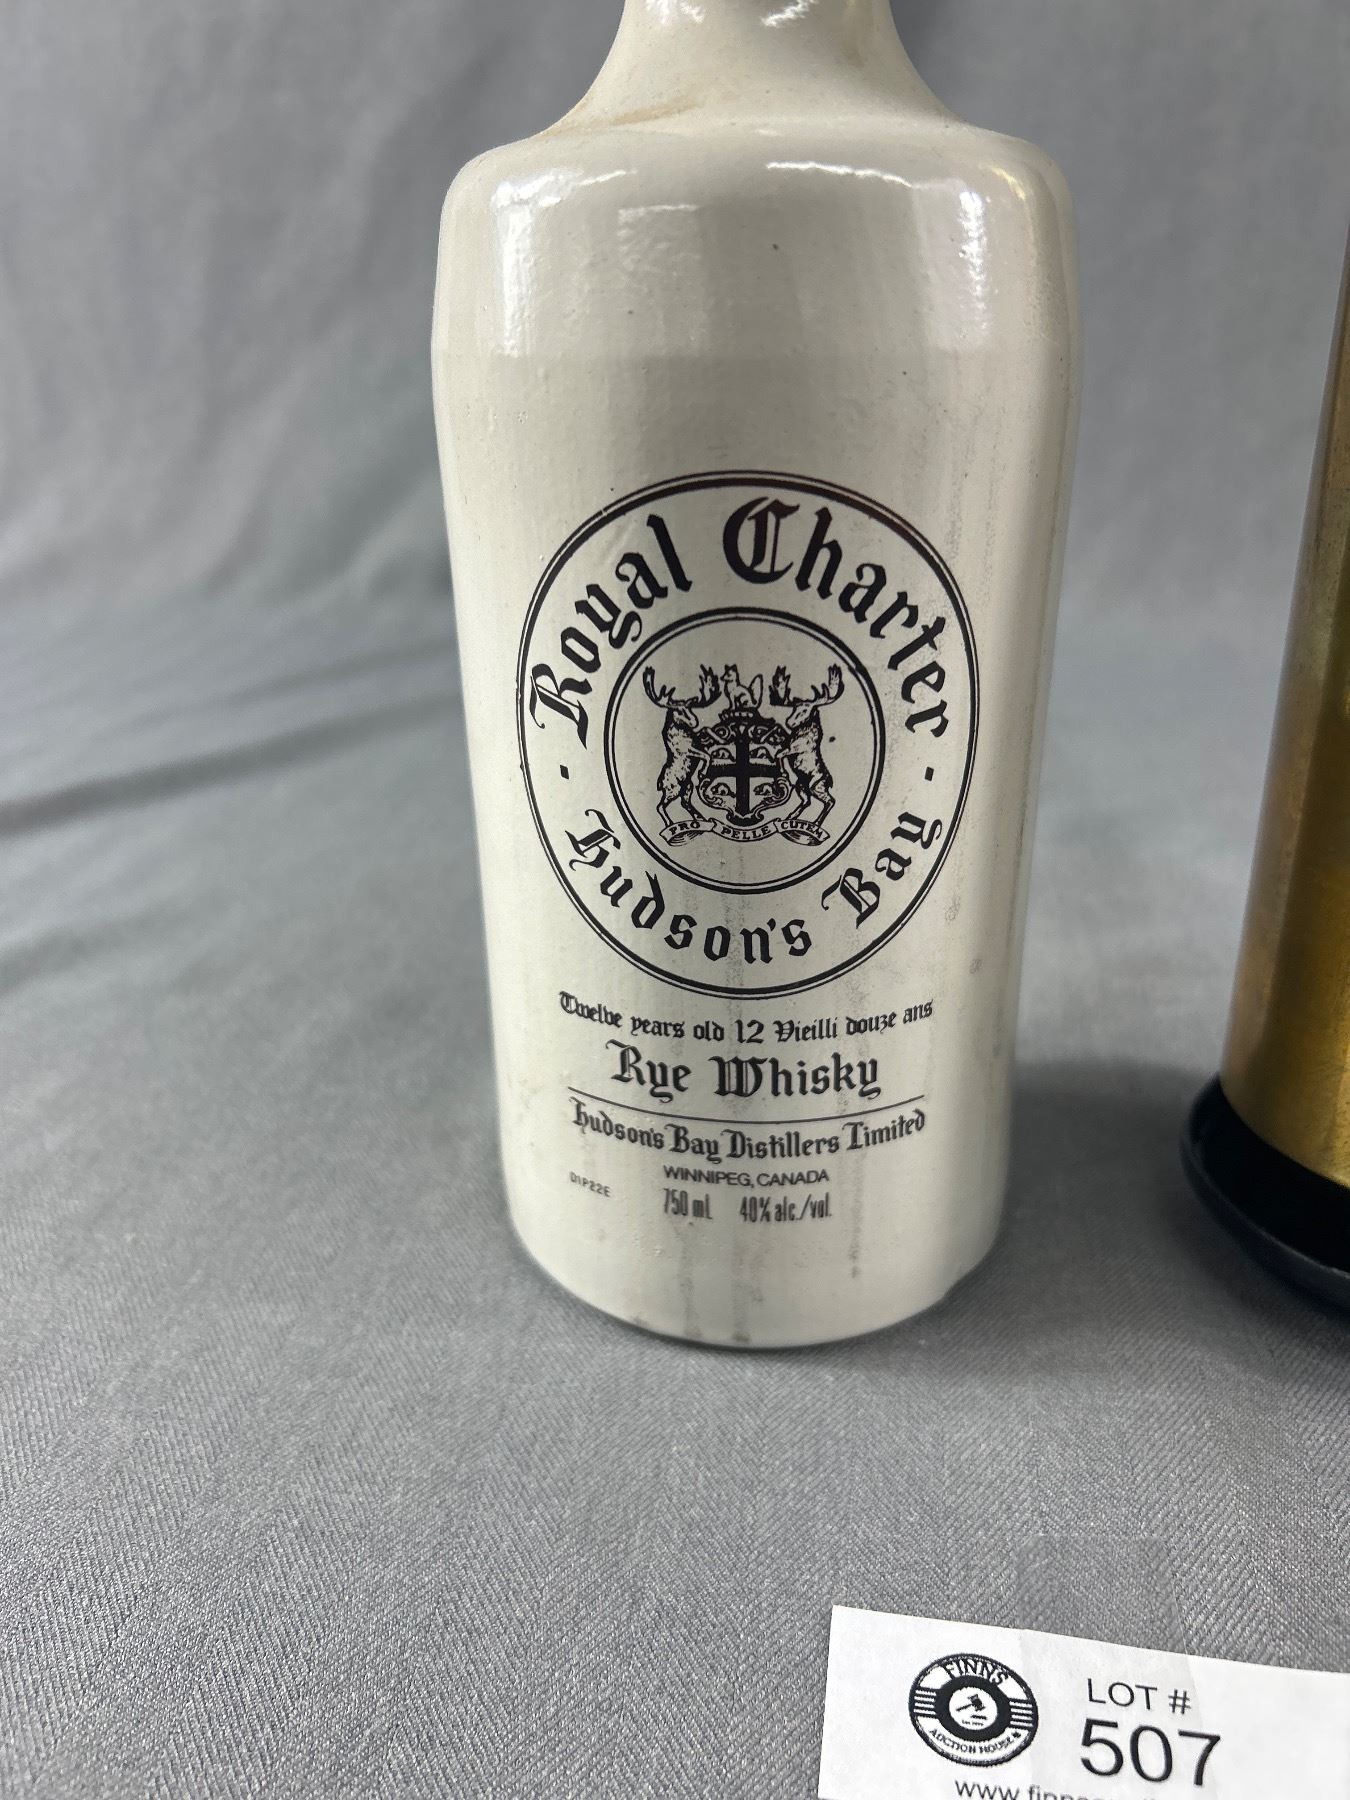 Royal Charter
Hudson's Bay
PRO PELLE CUTEM
Twelve years old 12 Vieilli douze ans
Rye Whisky
Hudson's Bay Distillers Limited
WINNIPEG, CANADA
D1P22E
750 mL 40% alc./vol.
FINNS
AUCTION HOUSE
LOT #
507